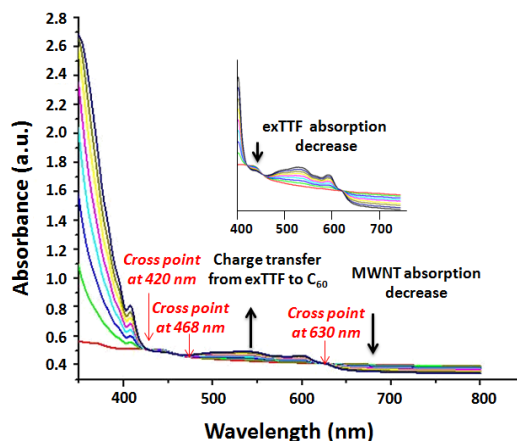 2.8
2.6
2.4
2.2
2.0
1.8
1.6
1.4
1.2
1.0
0.8
0.6
0.4
Absorbance (a.u.)
exTTF absorption
decrease
400 500 600 700
Cross point
at 420 nm
Charge transfer
from exTTF to C₆₀
MWNT absorption
decrease
Cross point
at 468 nm
Cross point
at 630 nm
400 500 600 700 800
Wavelength (nm)